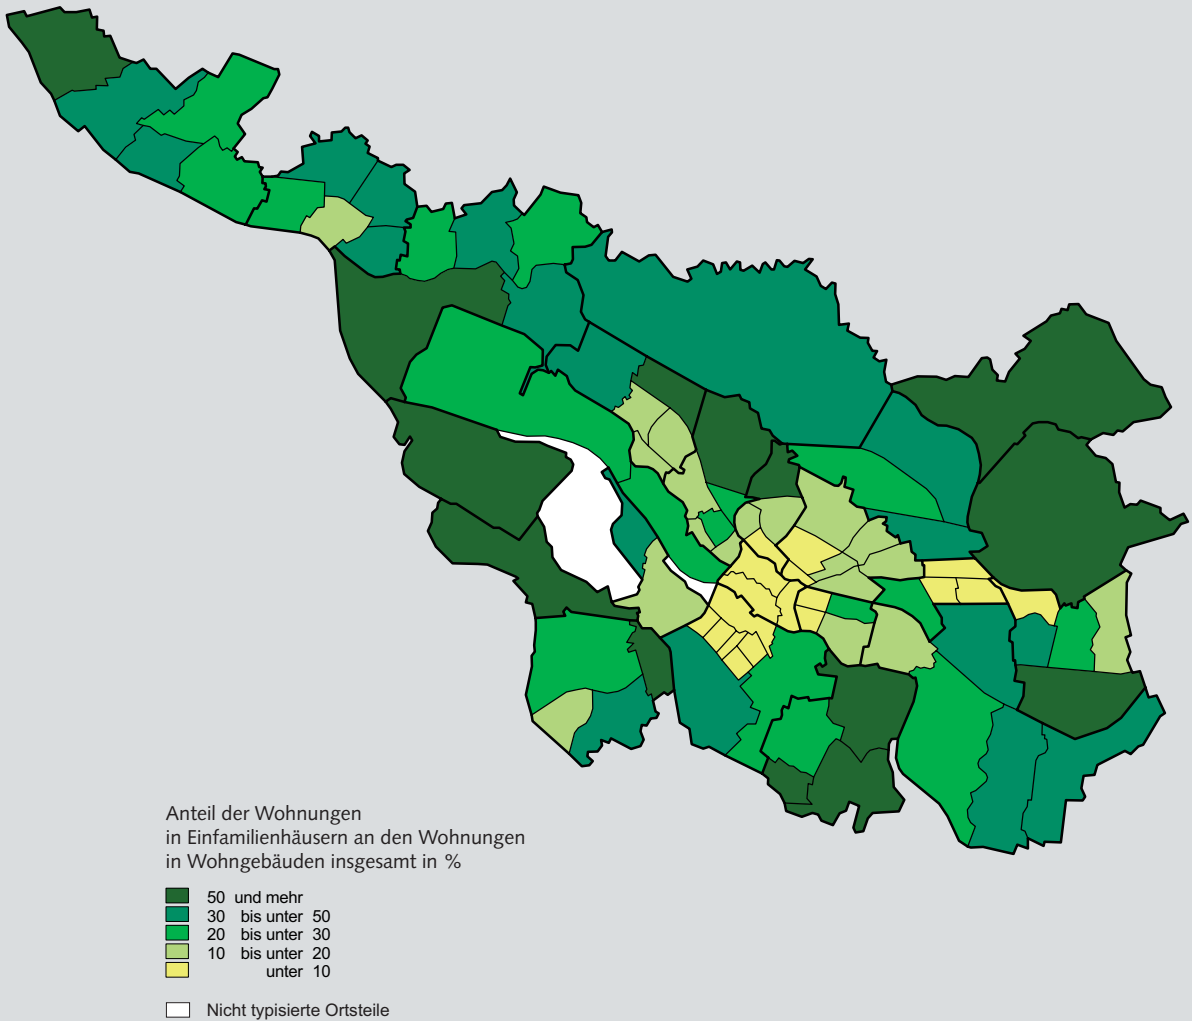 Anteil der Wohnungen
in Einfamilienhäusern an den Wohnungen
in Wohngebäuden insgesamt in %
50 und mehr
30 bis unter 50
20 bis unter 30
10 bis unter 20
unter 10
Nicht typisierte Ortsteile